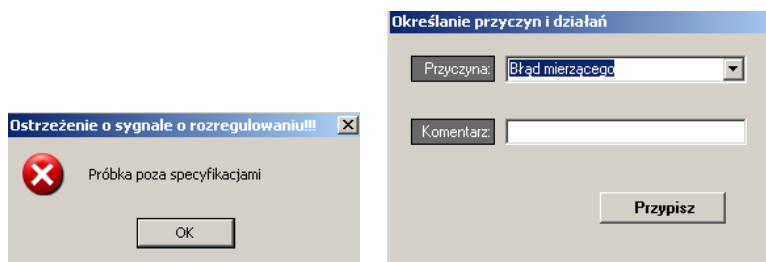 Ostrzeżenie o sygnale o rozregulowaniu!!!
Próbka poza specyfikacjami
OK
Określanie przyczyn i działań
Przyczyna: Błąd mierzącego
Komentarz:
Przypisz